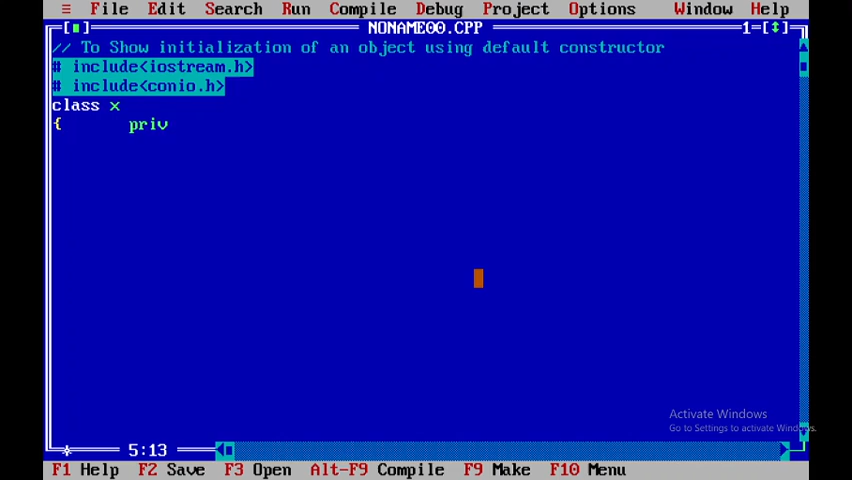 ≡ File Edit Search Run Compile Debug Project Options Window Help
[■] NONAME00.CPP 1=[↕]
// To Show initialization of an object using default constructor
# include<iostream.h>
# include<conio.h>
class x
{ priv
Activate Windows
Go to Settings to activate Windows.
* 5:13
F1 Help F2 Save F3 Open Alt-F9 Compile F9 Make F10 Menu